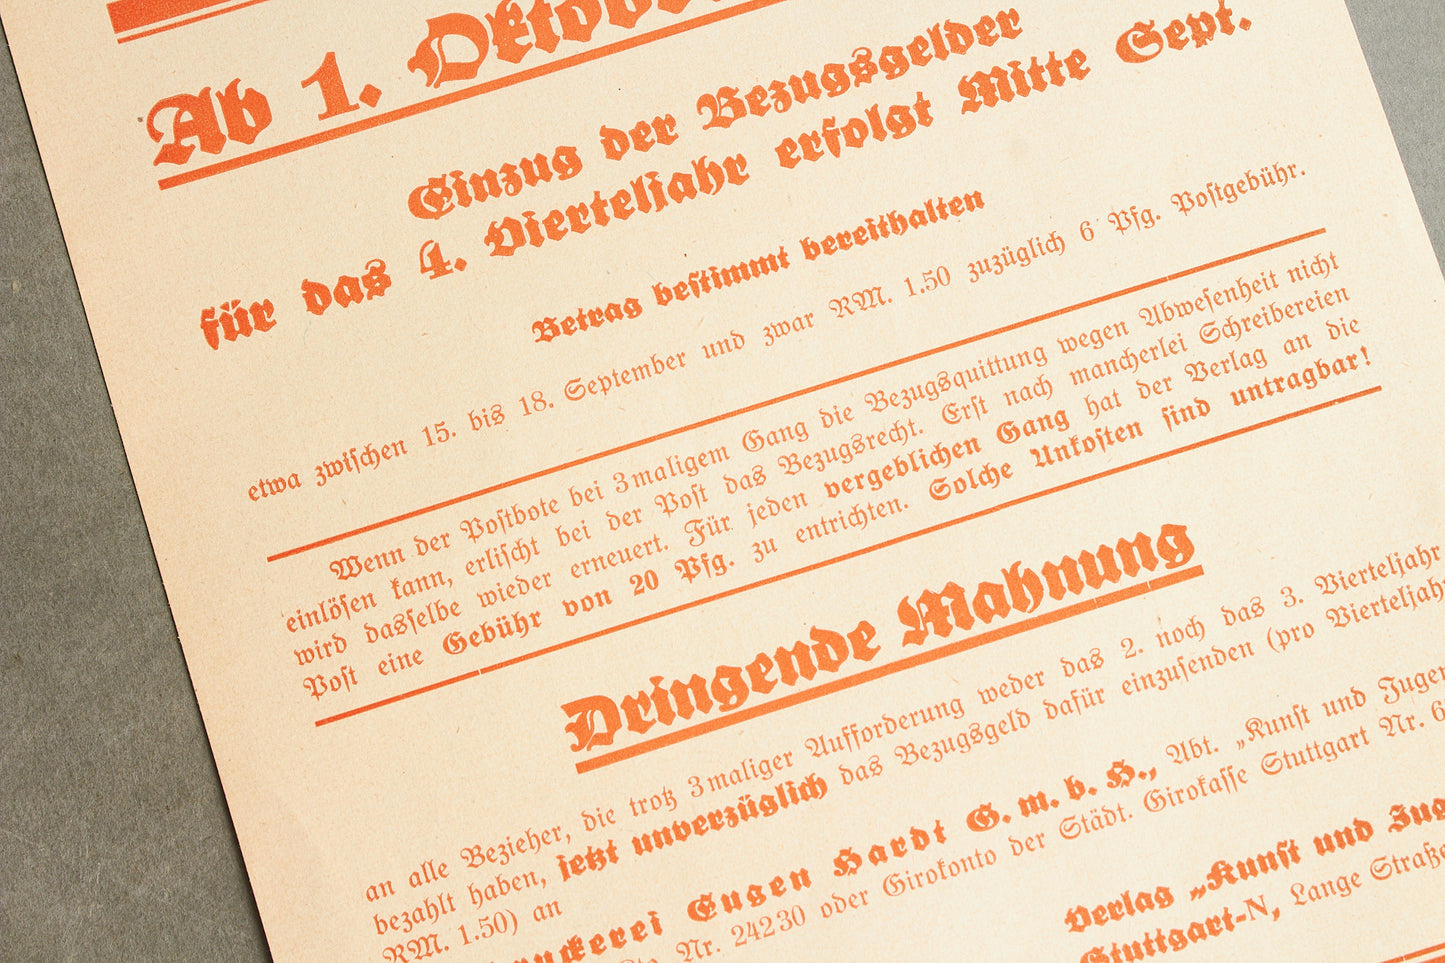 Ab 1. Oktober
Einzug der Bezugsgelder
für das 4. Vierteljahr erfolgt Mitte Sept.
Betrag bestimmt bereithalten
etwa zwischen 15. bis 18. September und zwar RM. 1.50 zuzüglich 6 Pfg. Postgebühr.
Wenn der Postbote bei 3maligem Gang die Bezugsquittung wegen Abwesenheit nicht
einlösen kann, erlischt bei der Post das Bezugsrecht. Erst nach mancherlei Schreibereien
wird dasselbe wieder erneuert. Für jeden vergeblichen Gang hat der Verlag an die
Post eine Gebühr von 20 Pfg. zu entrichten. Solche Unkosten sind untragbar!
Dringende Mahnung
an alle Bezieher, die trotz 3maliger Aufforderung weder das 2. noch das 3. Vierteljahr
bezahlt haben, jetzt unverzüglich das Bezugsgeld dafür einzusenden (pro Vierteljahr
RM. 1.50) an
uckerei Eugen Hardt G. m. b. H., Abt. „Kunst und Jugen
Nr. 24230 oder Girokonto der Städt. Girokasse Stuttgart Nr. 6
Verlag „Kunst und Jug
Stuttgart-N, Lange Straße